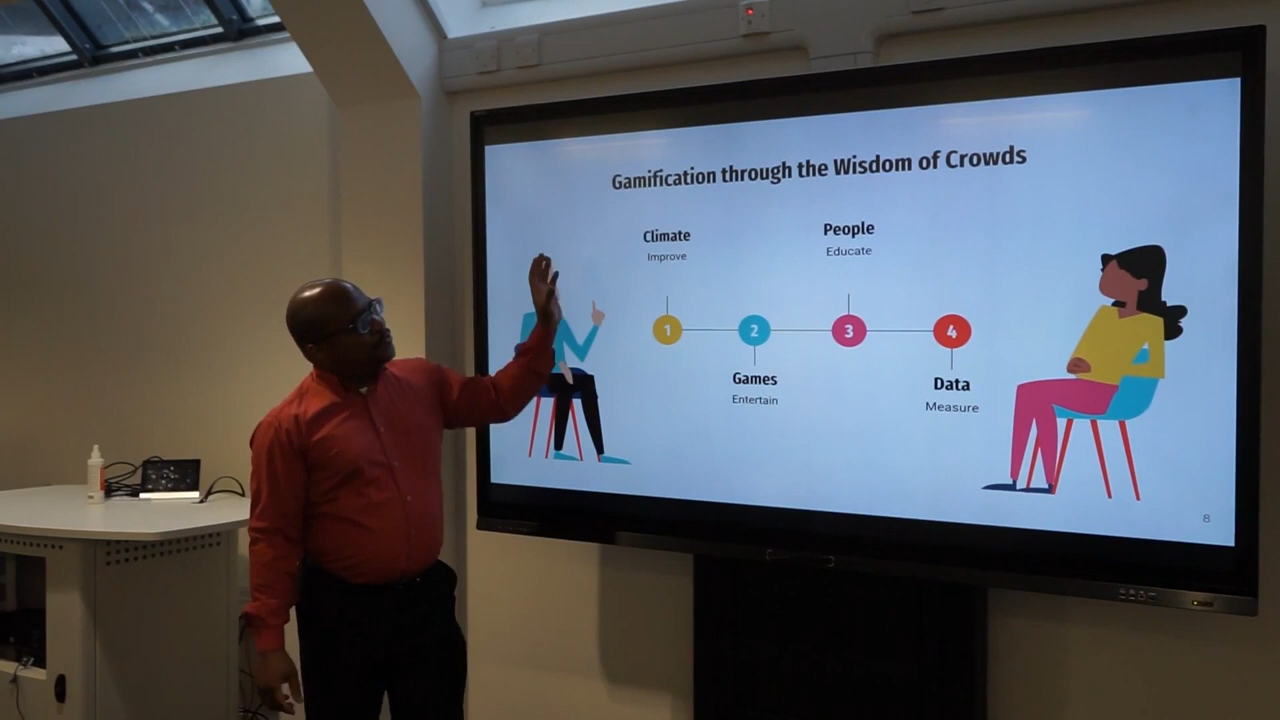 Gamification through the Wisdom of Crowds
Climate
Improve
People
Educate
1
2
3
4
Games
Entertain
Data
Measure
8